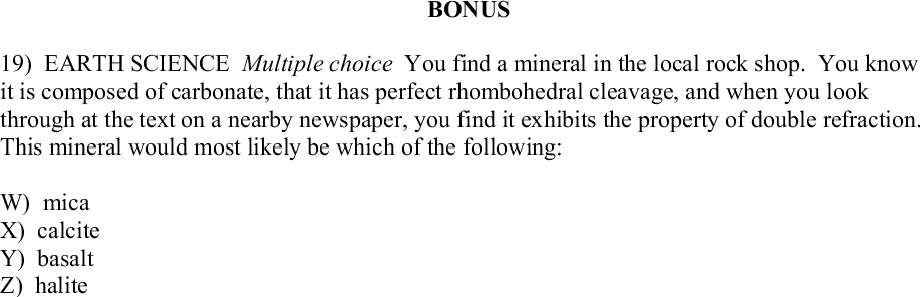 BONUS
19) EARTH SCIENCE Multiple choice You find a mineral in the local rock shop. You know
it is composed of carbonate, that it has perfect rhombohedral cleavage, and when you look
through at the text on a nearby newspaper, you find it exhibits the property of double refraction.
This mineral would most likely be which of the following:
W) mica
X) calcite
Y) basalt
Z) halite